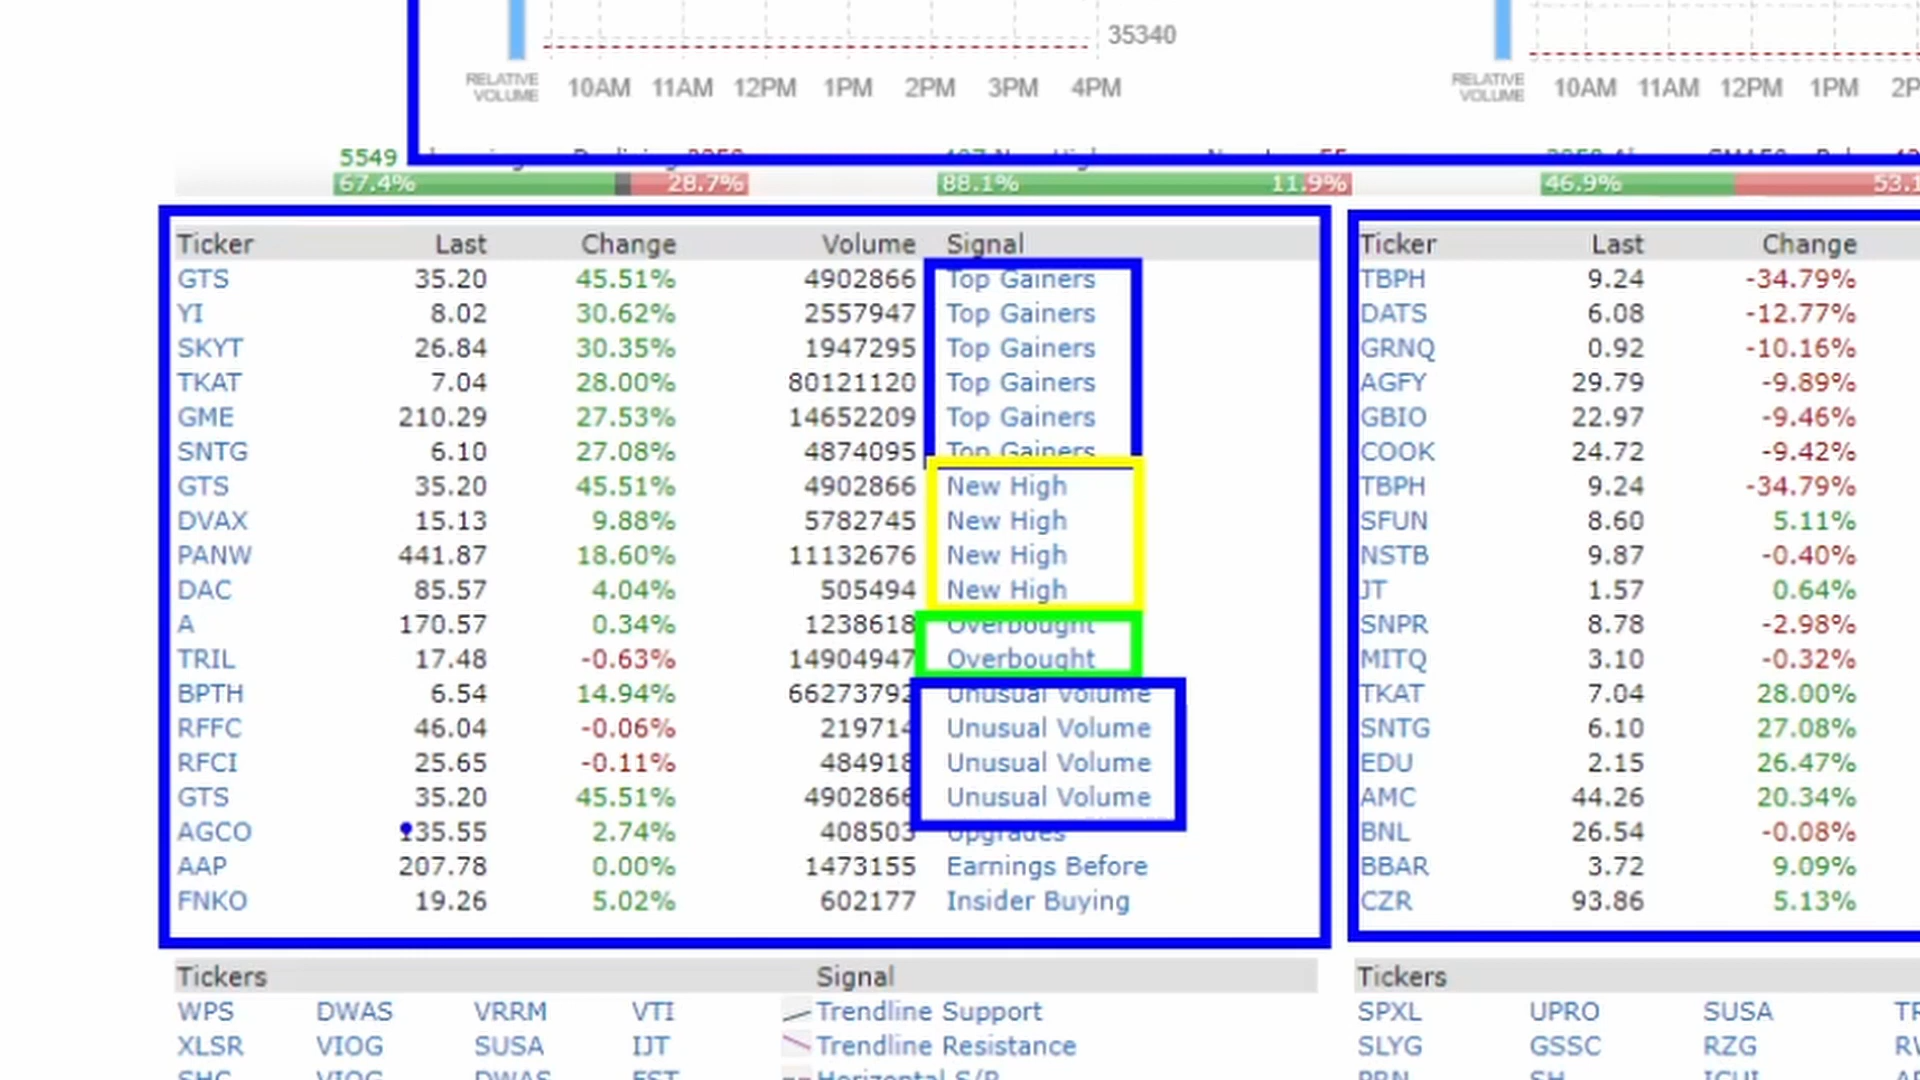 35340
RELATIVE VOLUME 10AM 11AM 12PM 1PM 2PM 3PM 4PM
RELATIVE VOLUME 10AM 11AM 12PM 1PM
5549
67.4% 28.7% 88.1% 11.9% 46.9%
Ticker Last Change Volume Signal
GTS 35.20 45.51% 4902866 Top Gainers
YI 8.02 30.62% 2557947 Top Gainers
SKYT 26.84 30.35% 1947295 Top Gainers
TKAT 7.04 28.00% 80121120 Top Gainers
GME 210.29 27.53% 14652209 Top Gainers
SNTG 6.10 27.08% 4874095 Top Gainers
GTS 35.20 45.51% 4902866 New High
DVAX 15.13 9.88% 5782745 New High
PANW 441.87 18.60% 11132676 New High
DAC 85.57 4.04% 505494 New High
A 170.57 0.34% 1238618 Overbought
TRIL 17.48 -0.63% 14904947 Overbought
BPTH 6.54 14.94% 66273792 Unusual Volume
RFFC 46.04 -0.06% 219714 Unusual Volume
RFCI 25.65 -0.11% 484918 Unusual Volume
GTS 35.20 45.51% 4902866 Unusual Volume
AGCO 135.55 2.74% 408503 Upgrades
AAP 207.78 0.00% 1473155 Earnings Before
FNKO 19.26 5.02% 602177 Insider Buying
Ticker Last Change
TBPH 9.24 -34.79%
DATS 6.08 -12.77%
GRNQ 0.92 -10.16%
AGFY 29.79 -9.89%
GBIO 22.97 -9.46%
COOK 24.72 -9.42%
TBPH 9.24 -34.79%
SFUN 8.60 5.11%
NSTB 9.87 -0.40%
JT 1.57 0.64%
SNPR 8.78 -2.98%
MITQ 3.10 -0.32%
TKAT 7.04 28.00%
SNTG 6.10 27.08%
EDU 2.15 26.47%
AMC 44.26 20.34%
BNL 26.54 -0.08%
BBAR 3.72 9.09%
CZR 93.86 5.13%
Tickers Signal
WPS DWAS VRRM VTI Trendline Support
XLSR VIOG SUSA IJT Trendline Resistance
Tickers
SPXL UPRO SUSA
SLYG GSSC RZG